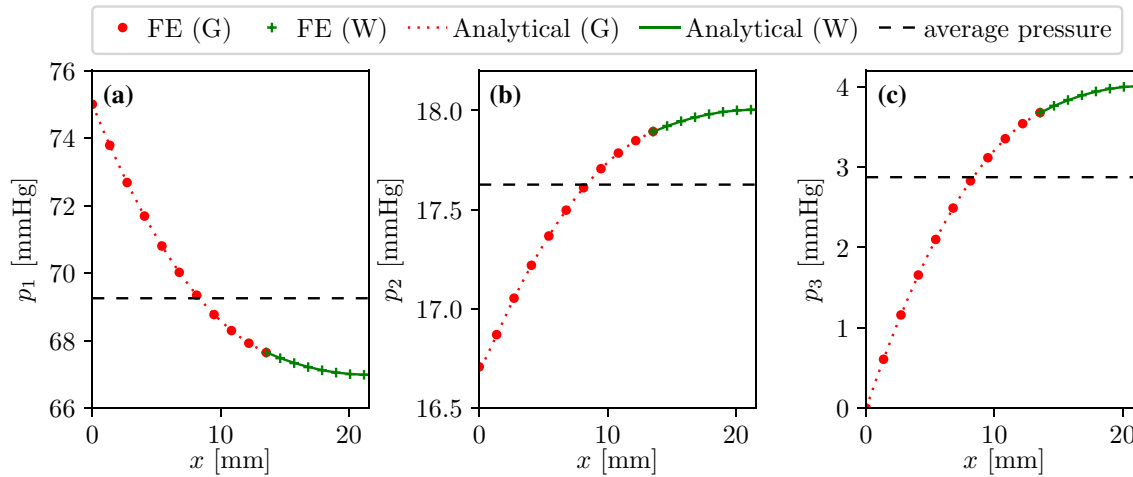 FE (G) FE (W) Analytical (G) Analytical (W) average pressure
(a)
76
74
72
70
68
66
p1 [mmHg]
0 10 20
x [mm]
(b)
18.0
17.5
17.0
16.5
p2 [mmHg]
0 10 20
x [mm]
(c)
4
3
2
1
0
p3 [mmHg]
0 10 20
x [mm]